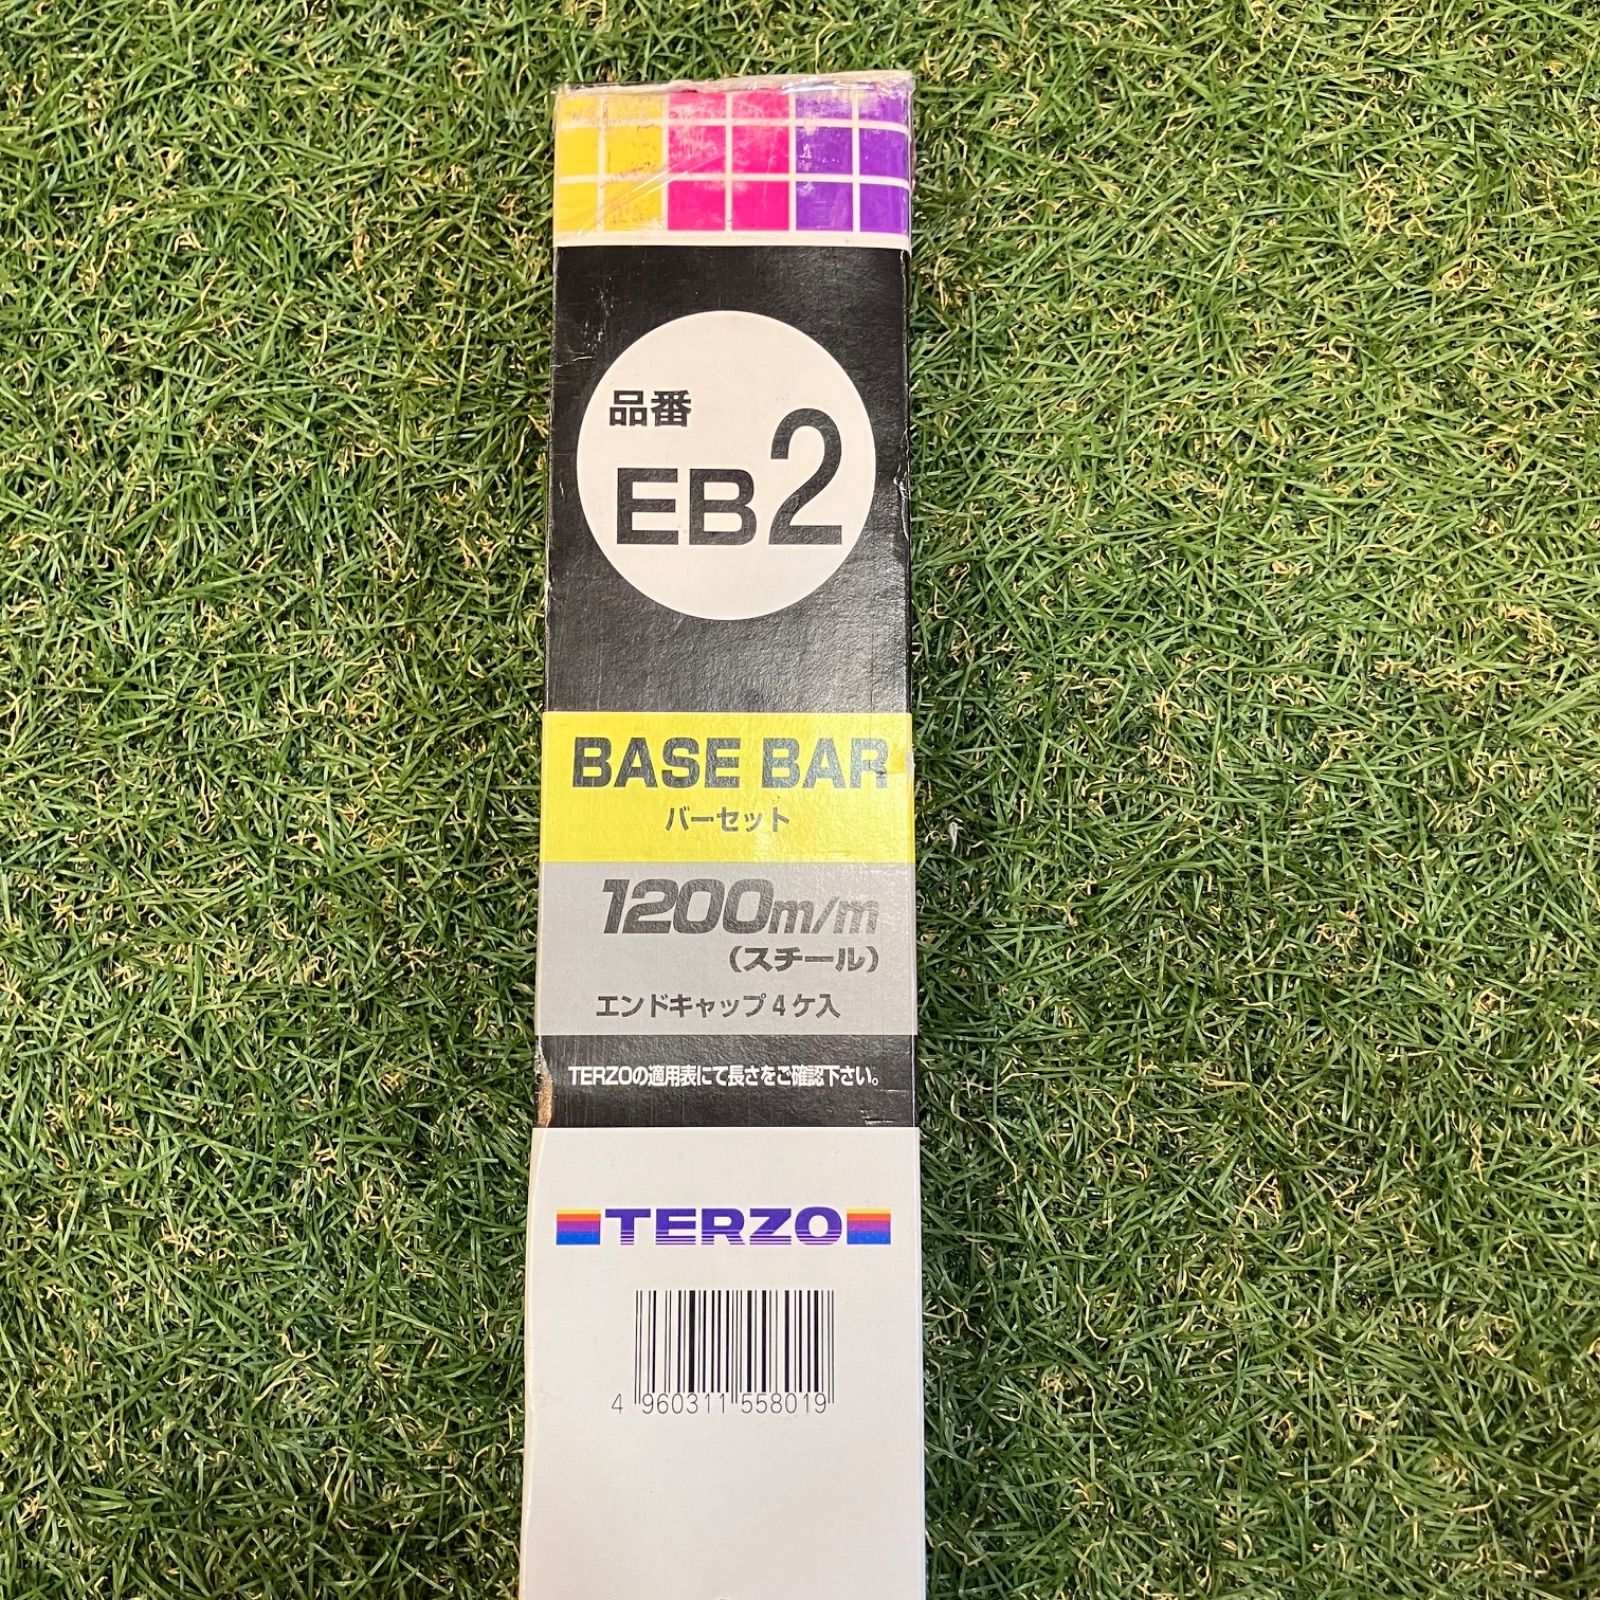 品番
EB2
BASE BAR
バーセット
1200m/m
(スチール)
エンドキャップ4ケ入
TERZOの適用表にて長さをご確認下さい。
TERZO
4 960311 558019